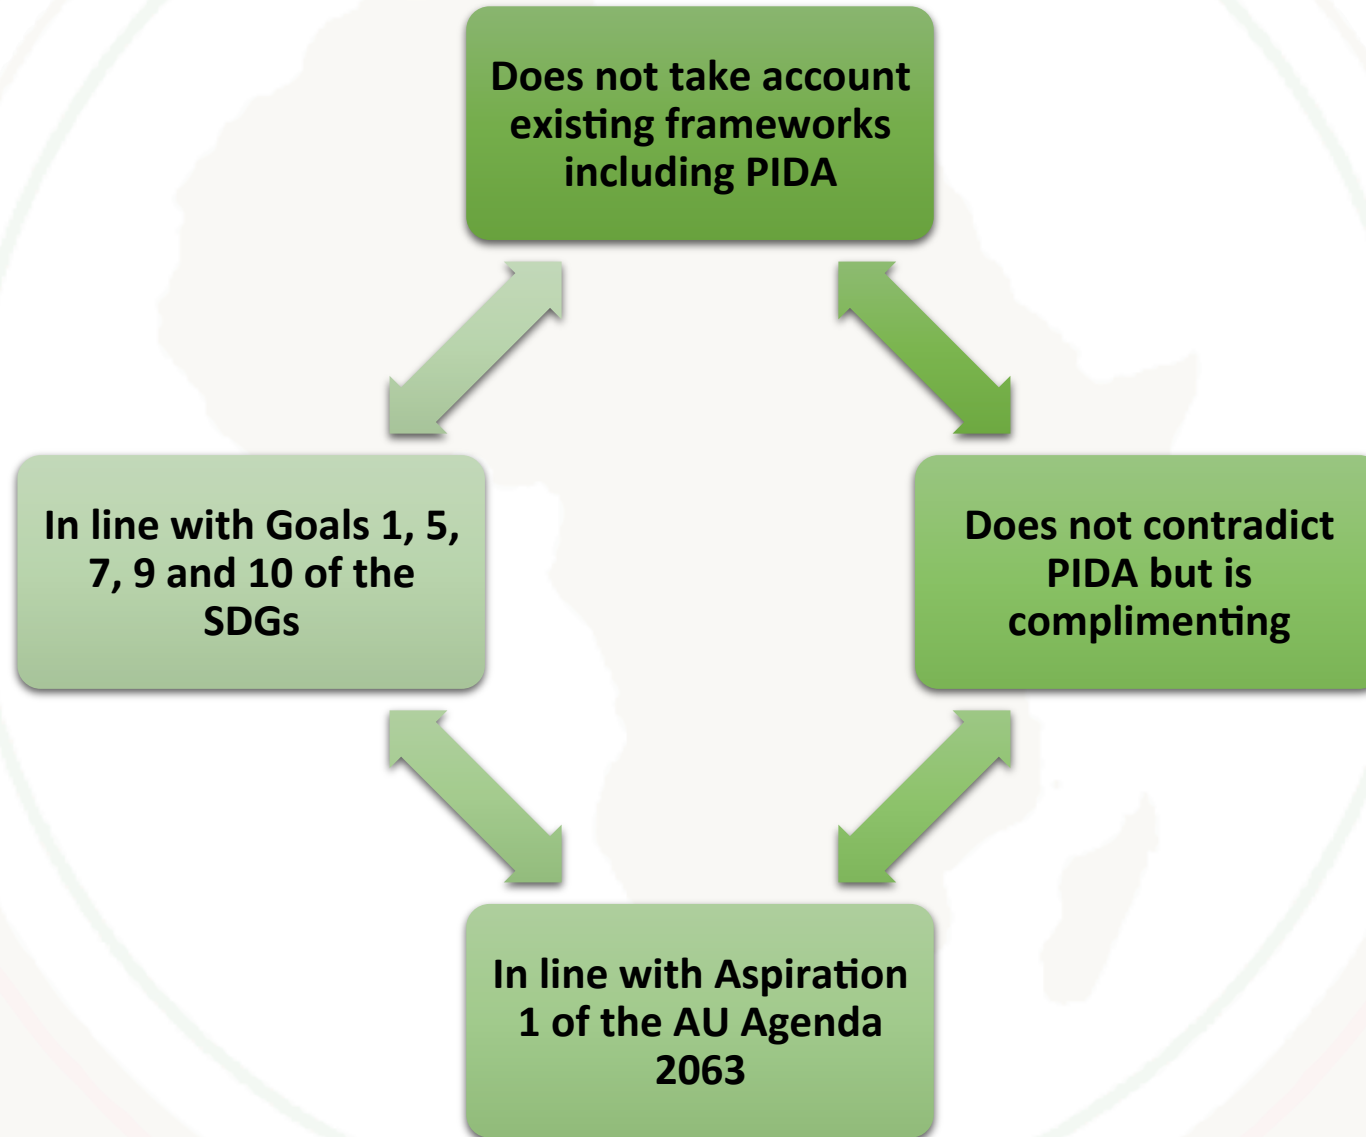 Does not take account
existing frameworks
including PIDA
In line with Goals 1, 5,
7, 9 and 10 of the
SDGs
Does not contradict
PIDA but is
complimenting
In line with Aspiration
1 of the AU Agenda
2063